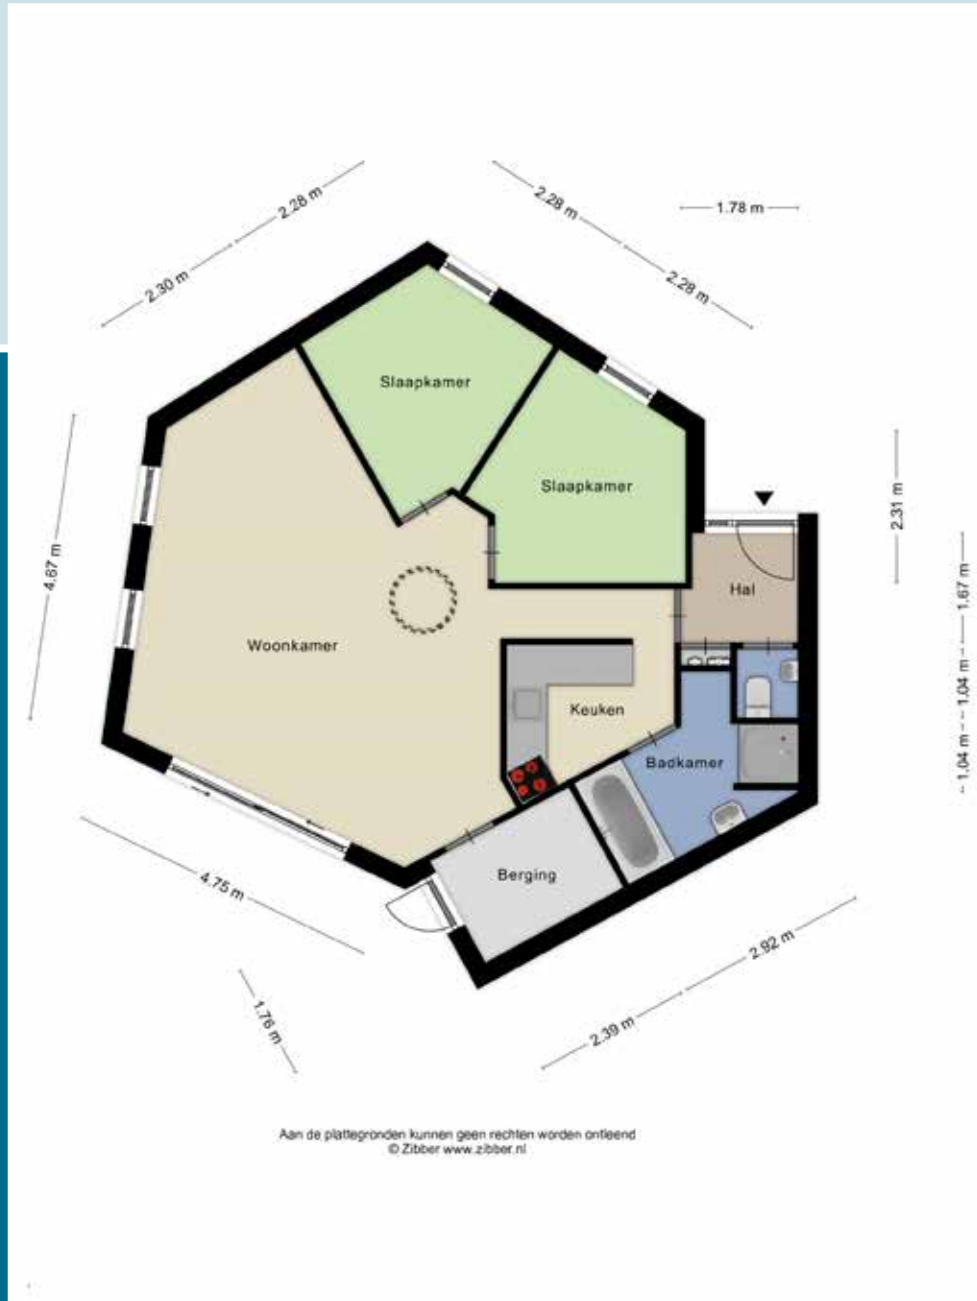 2.28 m
2.28 m
1.78 m
2.30 m
2.28 m
Slaapkamer
Slaapkamer
2.31 m
4.67 m
Hal
1.67 m
Woonkamer
1.04 m
Keuken
Badkamer
1.04 m
Berging
4.75 m
2.92 m
1.76 m
2.39 m
Aan de plattegronden kunnen geen rechten worden ontleend
© Zibber www.zibber.nl